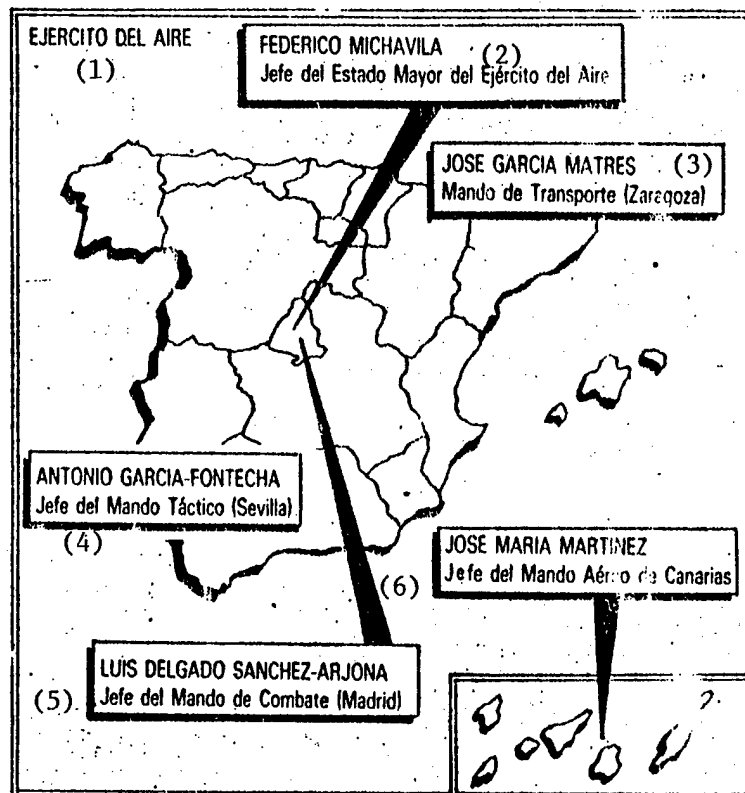 EJERCITO DEL AIRE
(1)
FEDERICO MICHAVILA (2)
Jefe del Estado Mayor del Ejército del Aire
JOSE GARCIA MATRES (3)
Mando de Transporte (Zaragoza)
ANTONIO GARCIA-FONTECHA
Jefe del Mando Táctico (Sevilla)
(4)
JOSE MARIA MARTINEZ
Jefe del Mando Aéreo de Canarias
(6)
LUIS DELGADO SANCHEZ-ARJONA
(5) Jefe del Mando de Combate (Madrid)